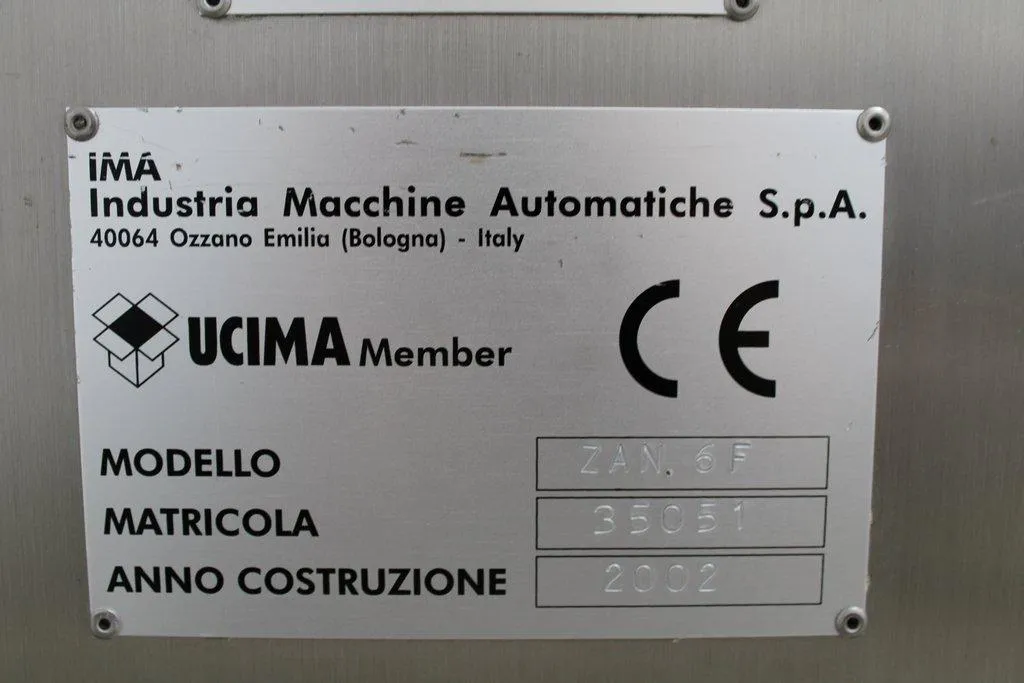 IMA
Industria Macchine Automatiche S.p.A.
40064 Ozzano Emilia (Bologna) - Italy
UCIMA Member
CE
MODELLO ZAN. 6F
MATRICOLA 35051
ANNO COSTRUZIONE 2002